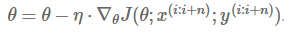 θ = θ − η · ∇_θ J(θ; x^{(i:i+n)}; y^{(i:i+n)}).